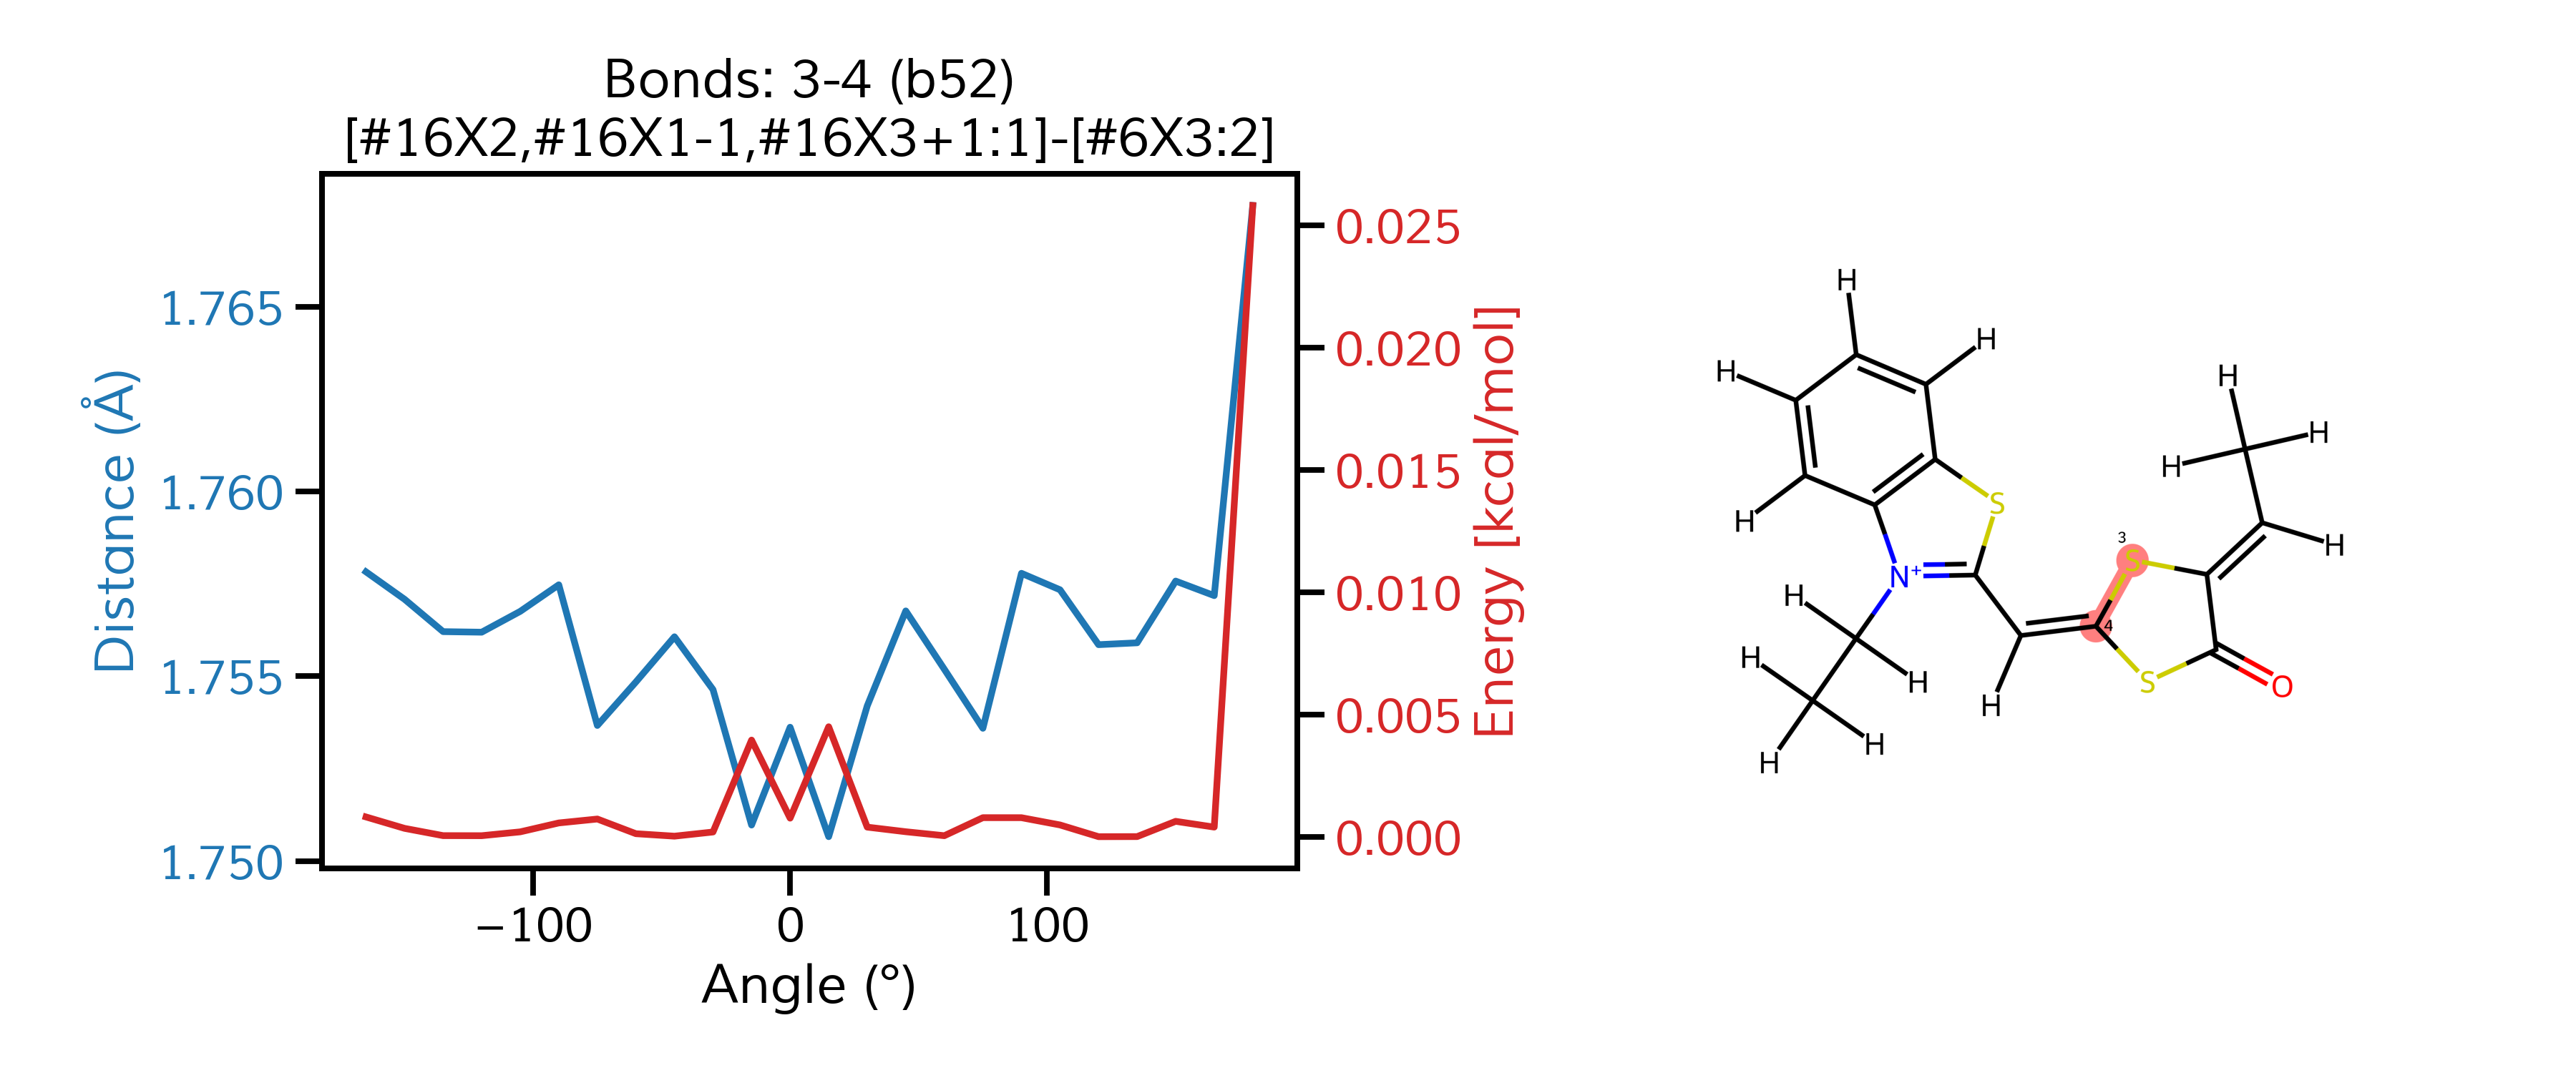 Bonds: 3-4 (b52)
[#16X2,#16X1-1,#16X3+1:1]-[#6X3:2]
Distance (Å)
1.765
1.760
1.755
1.750
−100
0
100
Angle (°)
0.025
0.020
0.015
0.010
0.005
0.000
Energy [kcal/mol]
H
H
H
H
H
H
H
S
3
S
H
N+
H
4
H
H
S
O
H
H
H